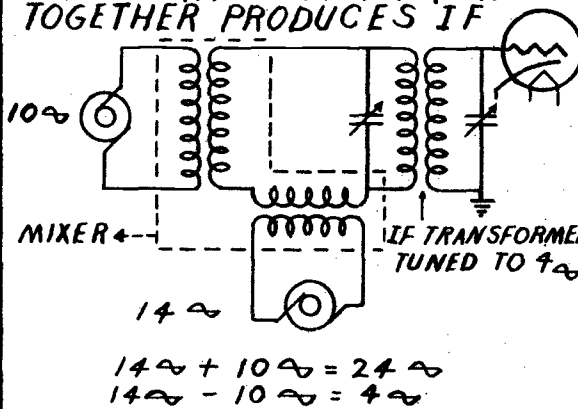 TOGETHER PRODUCES IF
10∿
MIXER
IF TRANSFORMER
TUNED TO 4∿
14∿
14∿ + 10∿ = 24∿
14∿ - 10∿ = 4∿